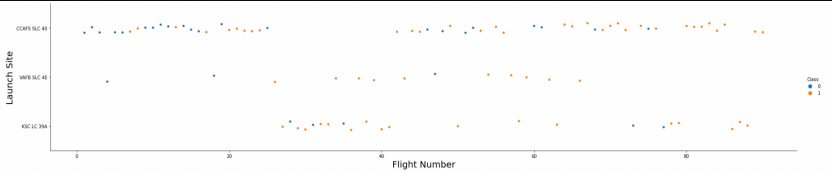 CCAFS SLC 40
VAFB SLC 4E
KSC LC 39A
Launch Site
0 20 40 60 80
Flight Number
Class
0
1